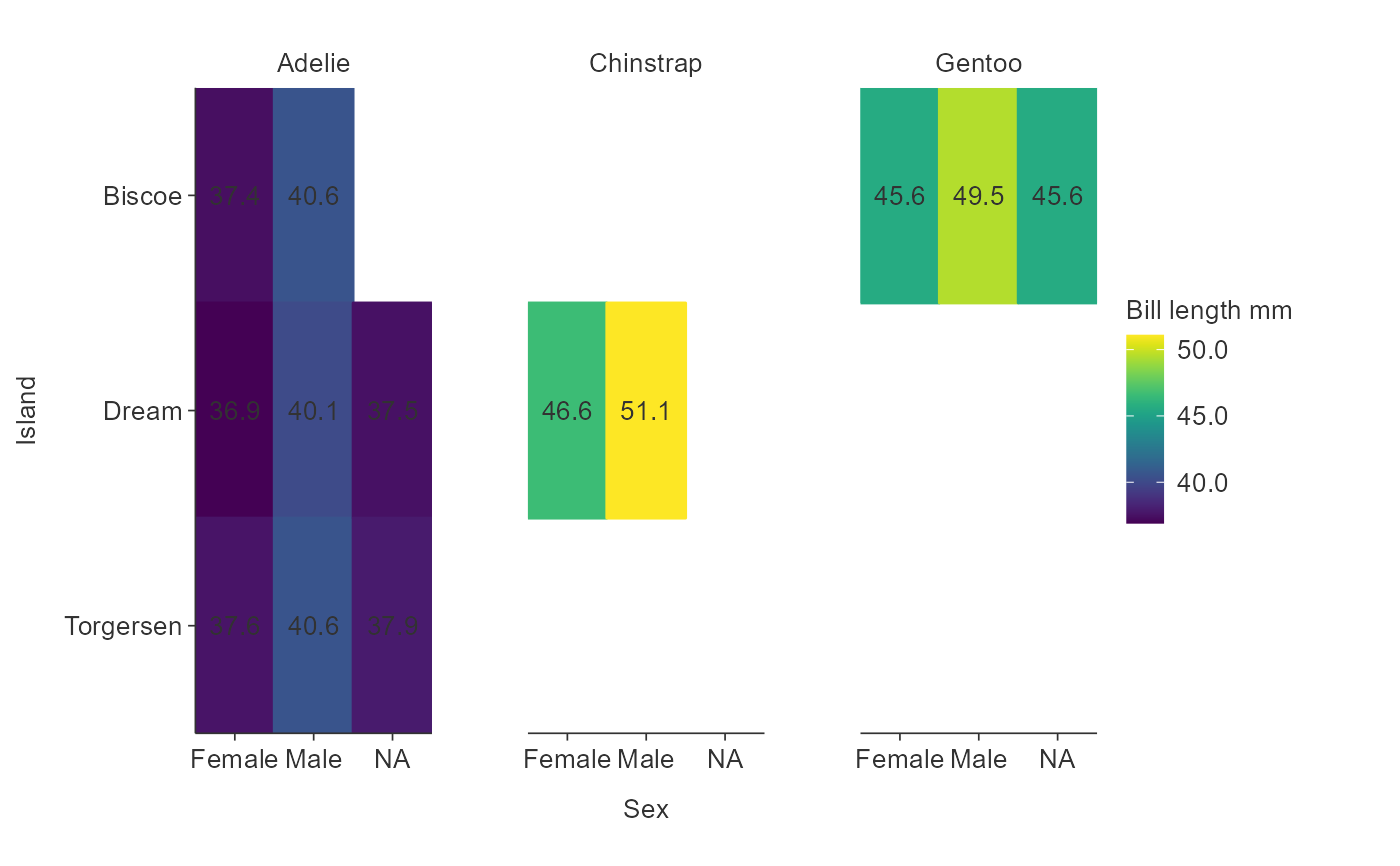 Adelie Chinstrap Gentoo
Biscoe 37.4 40.6 45.6 49.5 45.6
Bill length mm
50.0
Dream 36.9 40.1 37.5 46.6 51.1
45.0
40.0
Island
Torgersen 37.6 40.6 37.9
Female Male NA Female Male NA Female Male NA
Sex